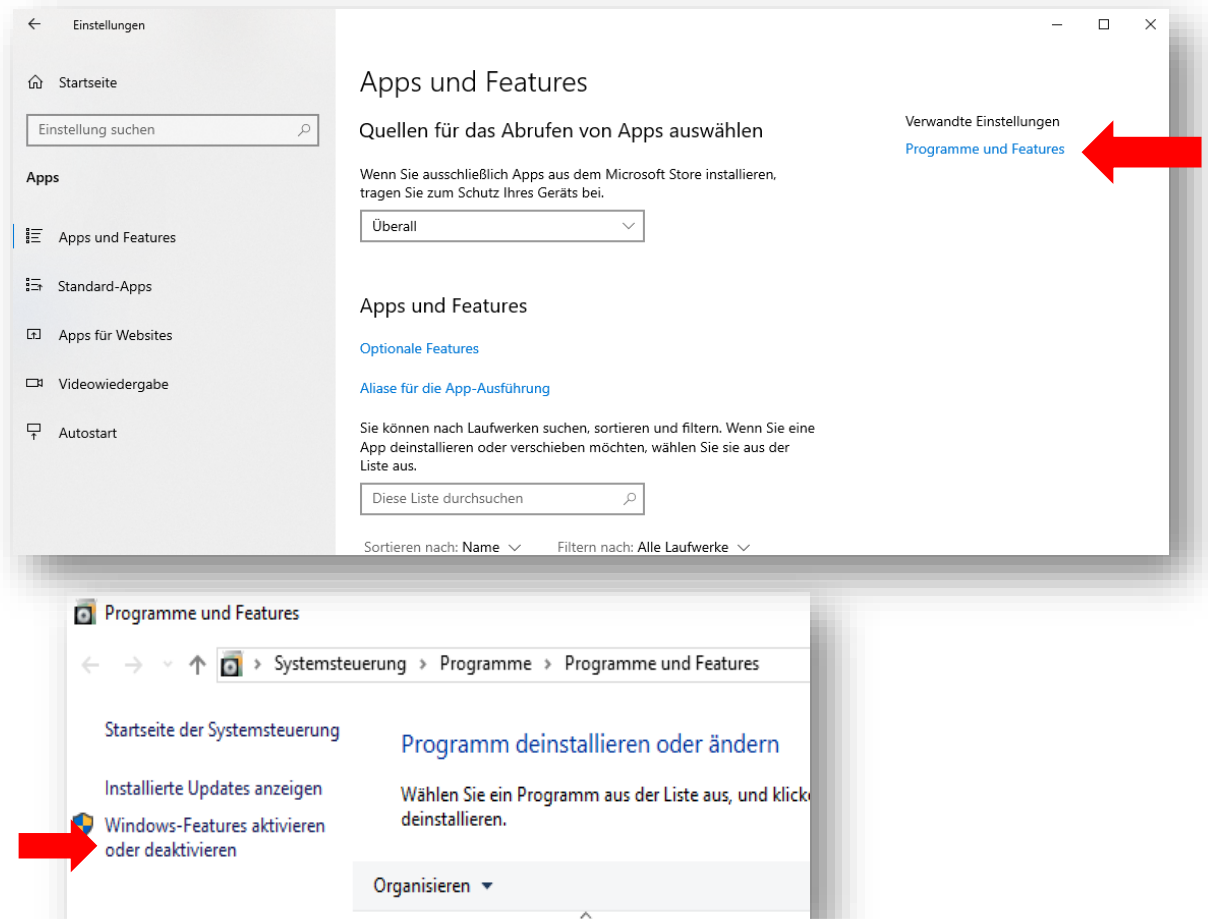 Einstellungen
Startseite
Einstellung suchen
Apps
Apps und Features
Standard-Apps
Apps für Websites
Videowiedergabe
Autostart
Apps und Features
Quellen für das Abrufen von Apps auswählen
Wenn Sie ausschließlich Apps aus dem Microsoft Store installieren,
tragen Sie zum Schutz Ihres Geräts bei.
Überall
Apps und Features
Optionale Features
Aliase für die App-Ausführung
Sie können nach Laufwerken suchen, sortieren und filtern. Wenn Sie eine
App deinstallieren oder verschieben möchten, wählen Sie sie aus der
Liste aus.
Diese Liste durchsuchen
Sortieren nach: Name Filtern nach: Alle Laufwerke
Verwandte Einstellungen
Programme und Features
Programme und Features
Systemsteuerung › Programme › Programme und Features
Startseite der Systemsteuerung
Installierte Updates anzeigen
Windows-Features aktivieren
oder deaktivieren
Programm deinstallieren oder ändern
Wählen Sie ein Programm aus der Liste aus, und klicke
deinstallieren.
Organisieren